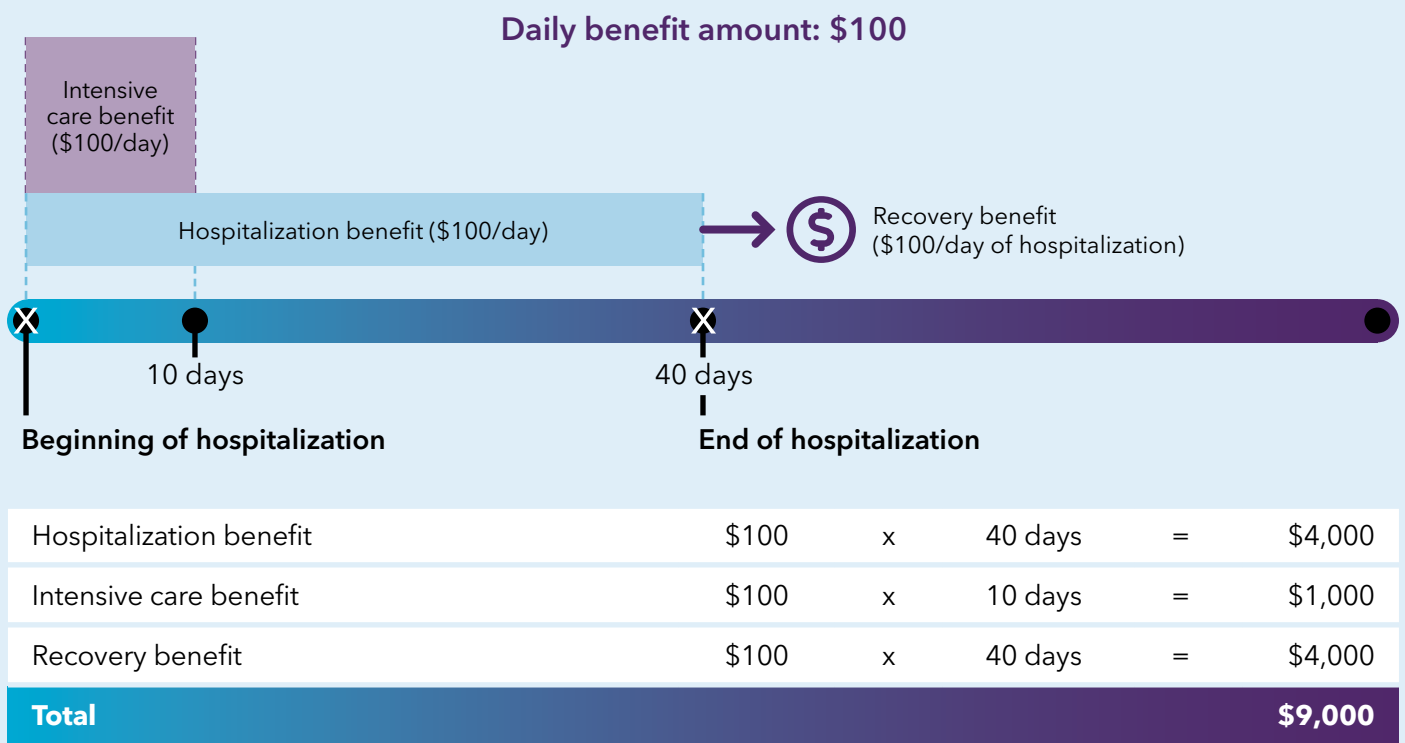 Daily benefit amount: $100
Intensive
care benefit
($100/day)
Hospitalization benefit ($100/day)
$
Recovery benefit
($100/day of hospitalization)
X
X
10 days
40 days
Beginning of hospitalization
End of hospitalization
Hospitalization benefit $100 x 40 days = $4,000
Intensive care benefit $100 x 10 days = $1,000
Recovery benefit $100 x 40 days = $4,000
Total $9,000